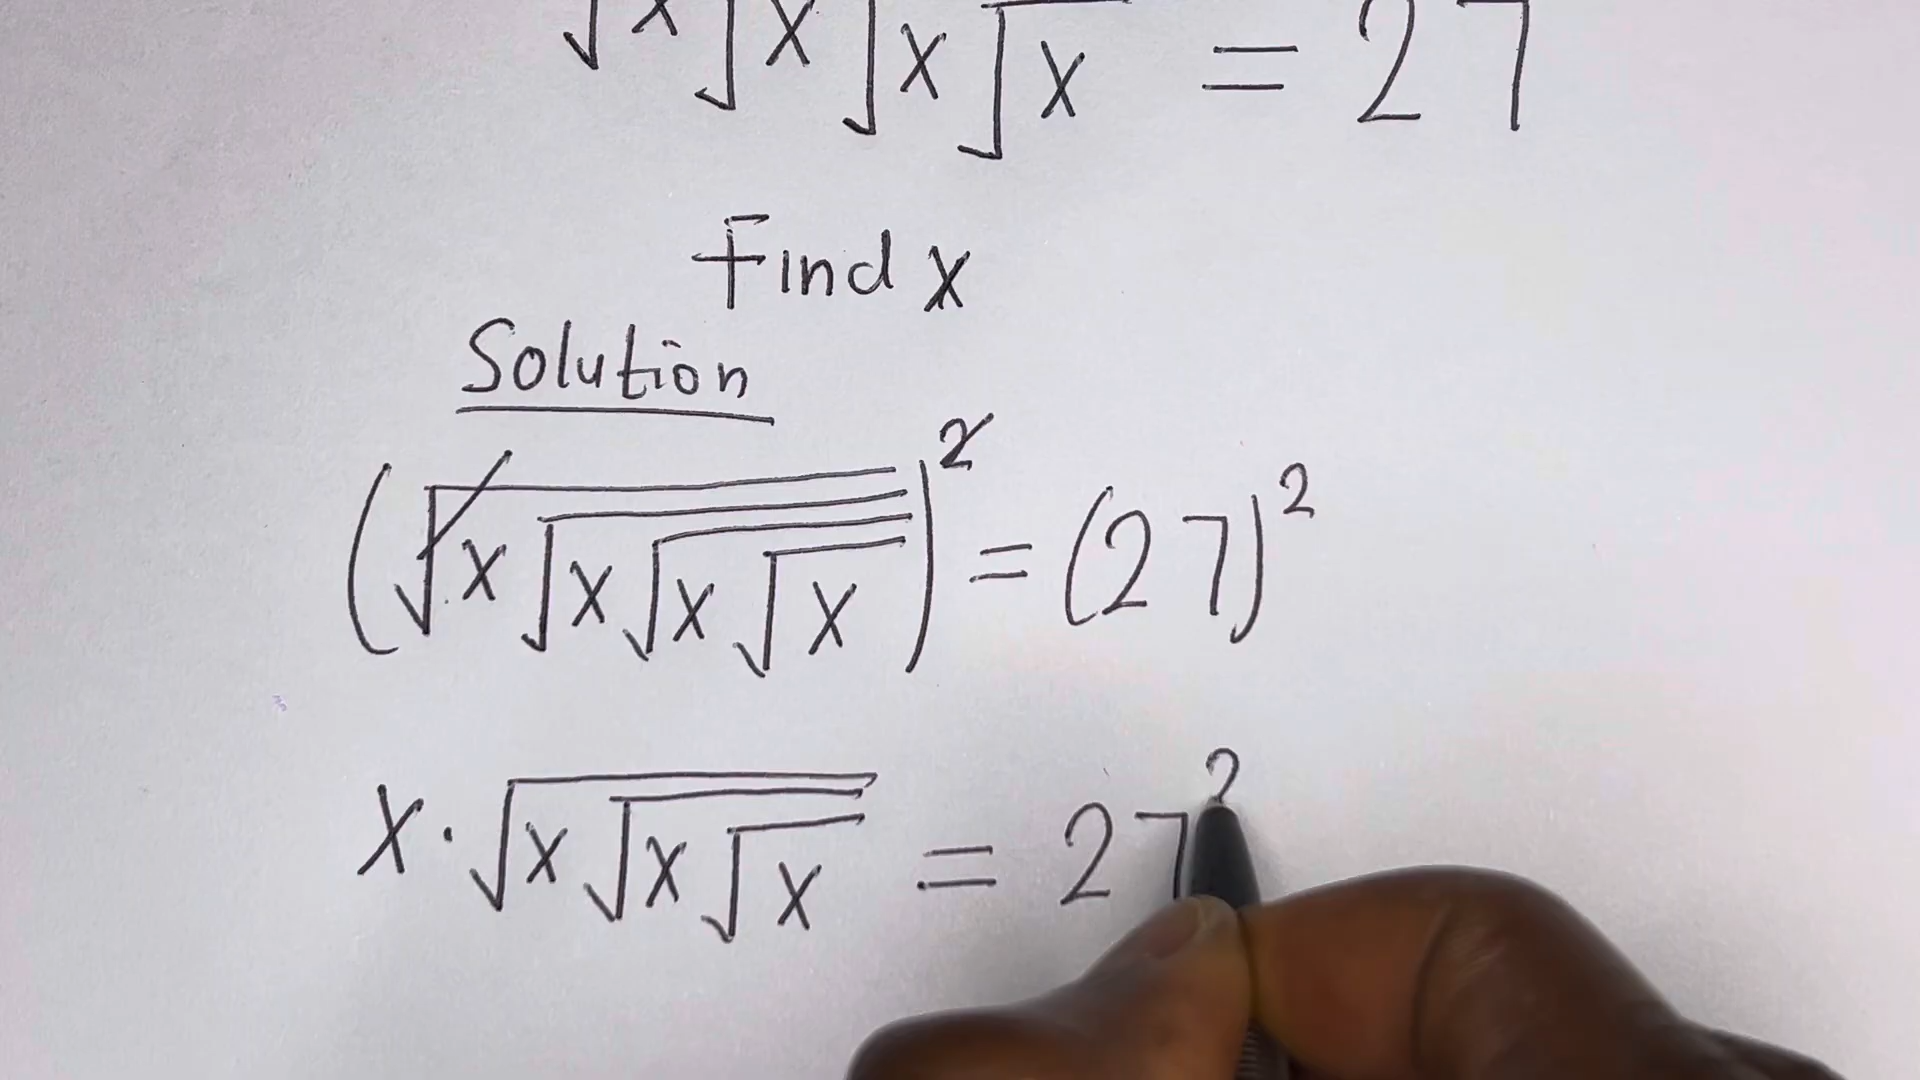 √x√x√x√x = 27
Find x
Solution
(√x√x√x√x)² = (27)²
x·√x√x√x = 27²